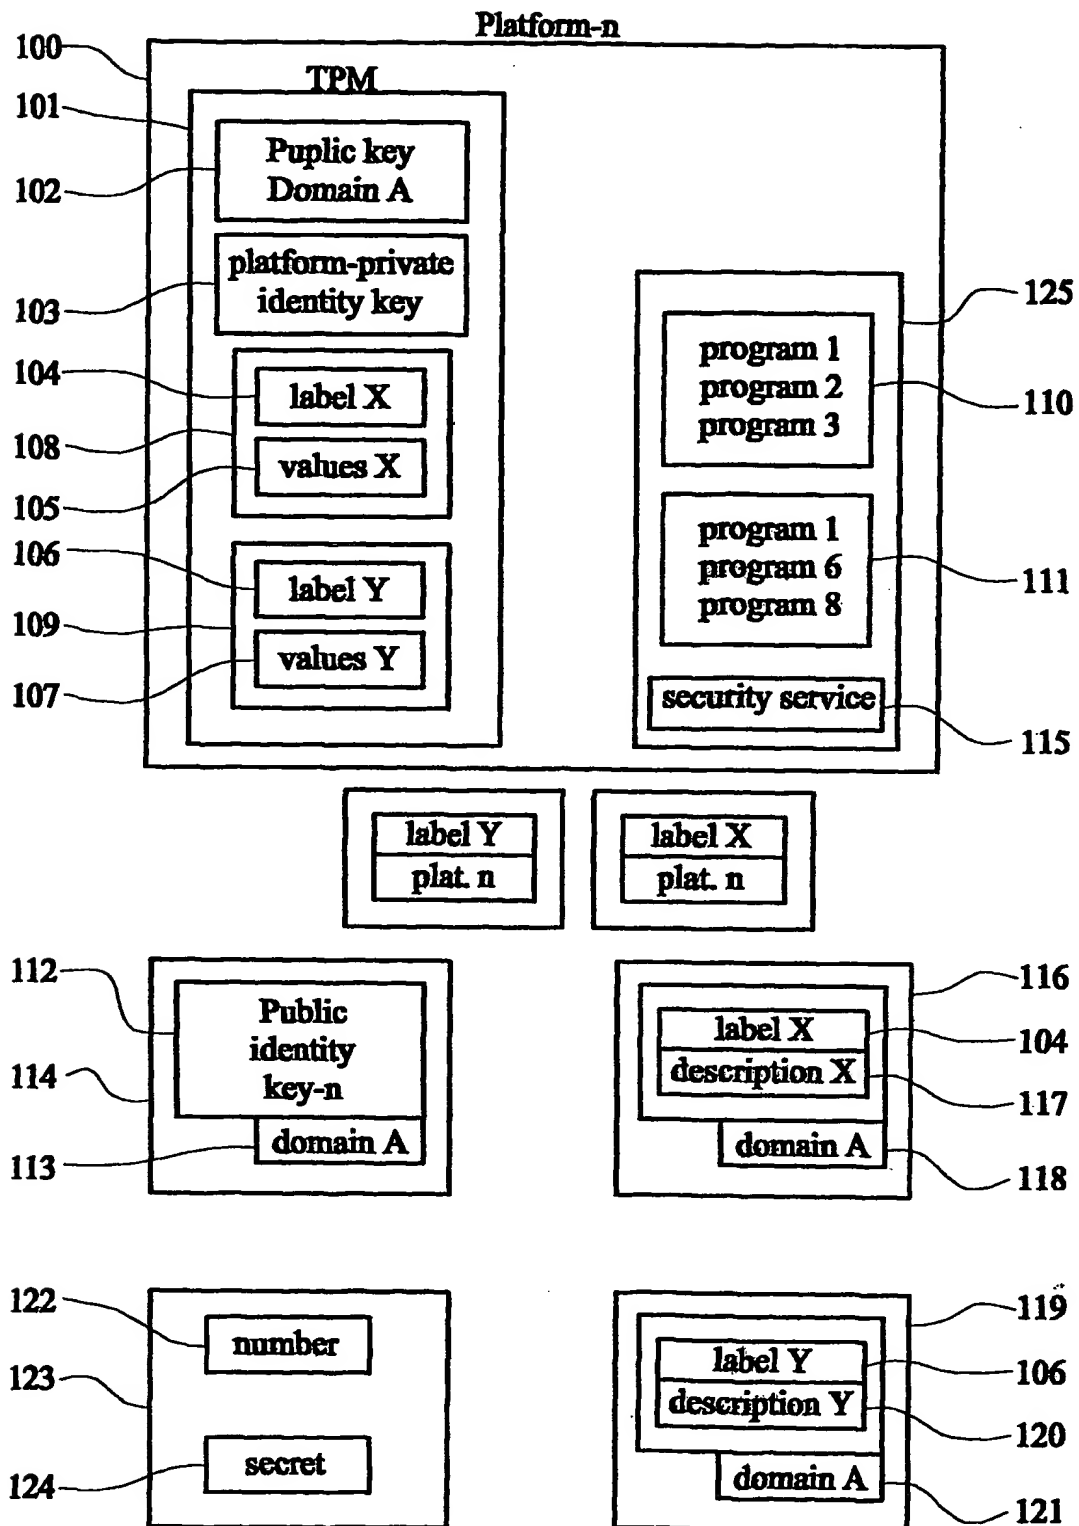 Platform-n
100
TPM
101
Puplic key
Domain A
102
platform-private
identity key
103
125
program 1
program 2
program 3
110
104
label X
108
values X
105
program 1
program 6
program 8
111
106
label Y
109
values Y
107
security service
115
label Y
plat. n
label X
plat. n
112
Public
identity
key-n
114
domain A
113
116
label X
104
description X
117
domain A
118
122
number
123
secret
124
119
label Y
106
description Y
120
domain A
121